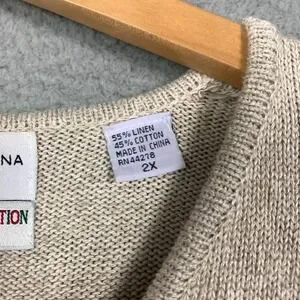 55% LINEN
45% COTTON
MADE IN CHINA
RN44278
2X
NA
TION